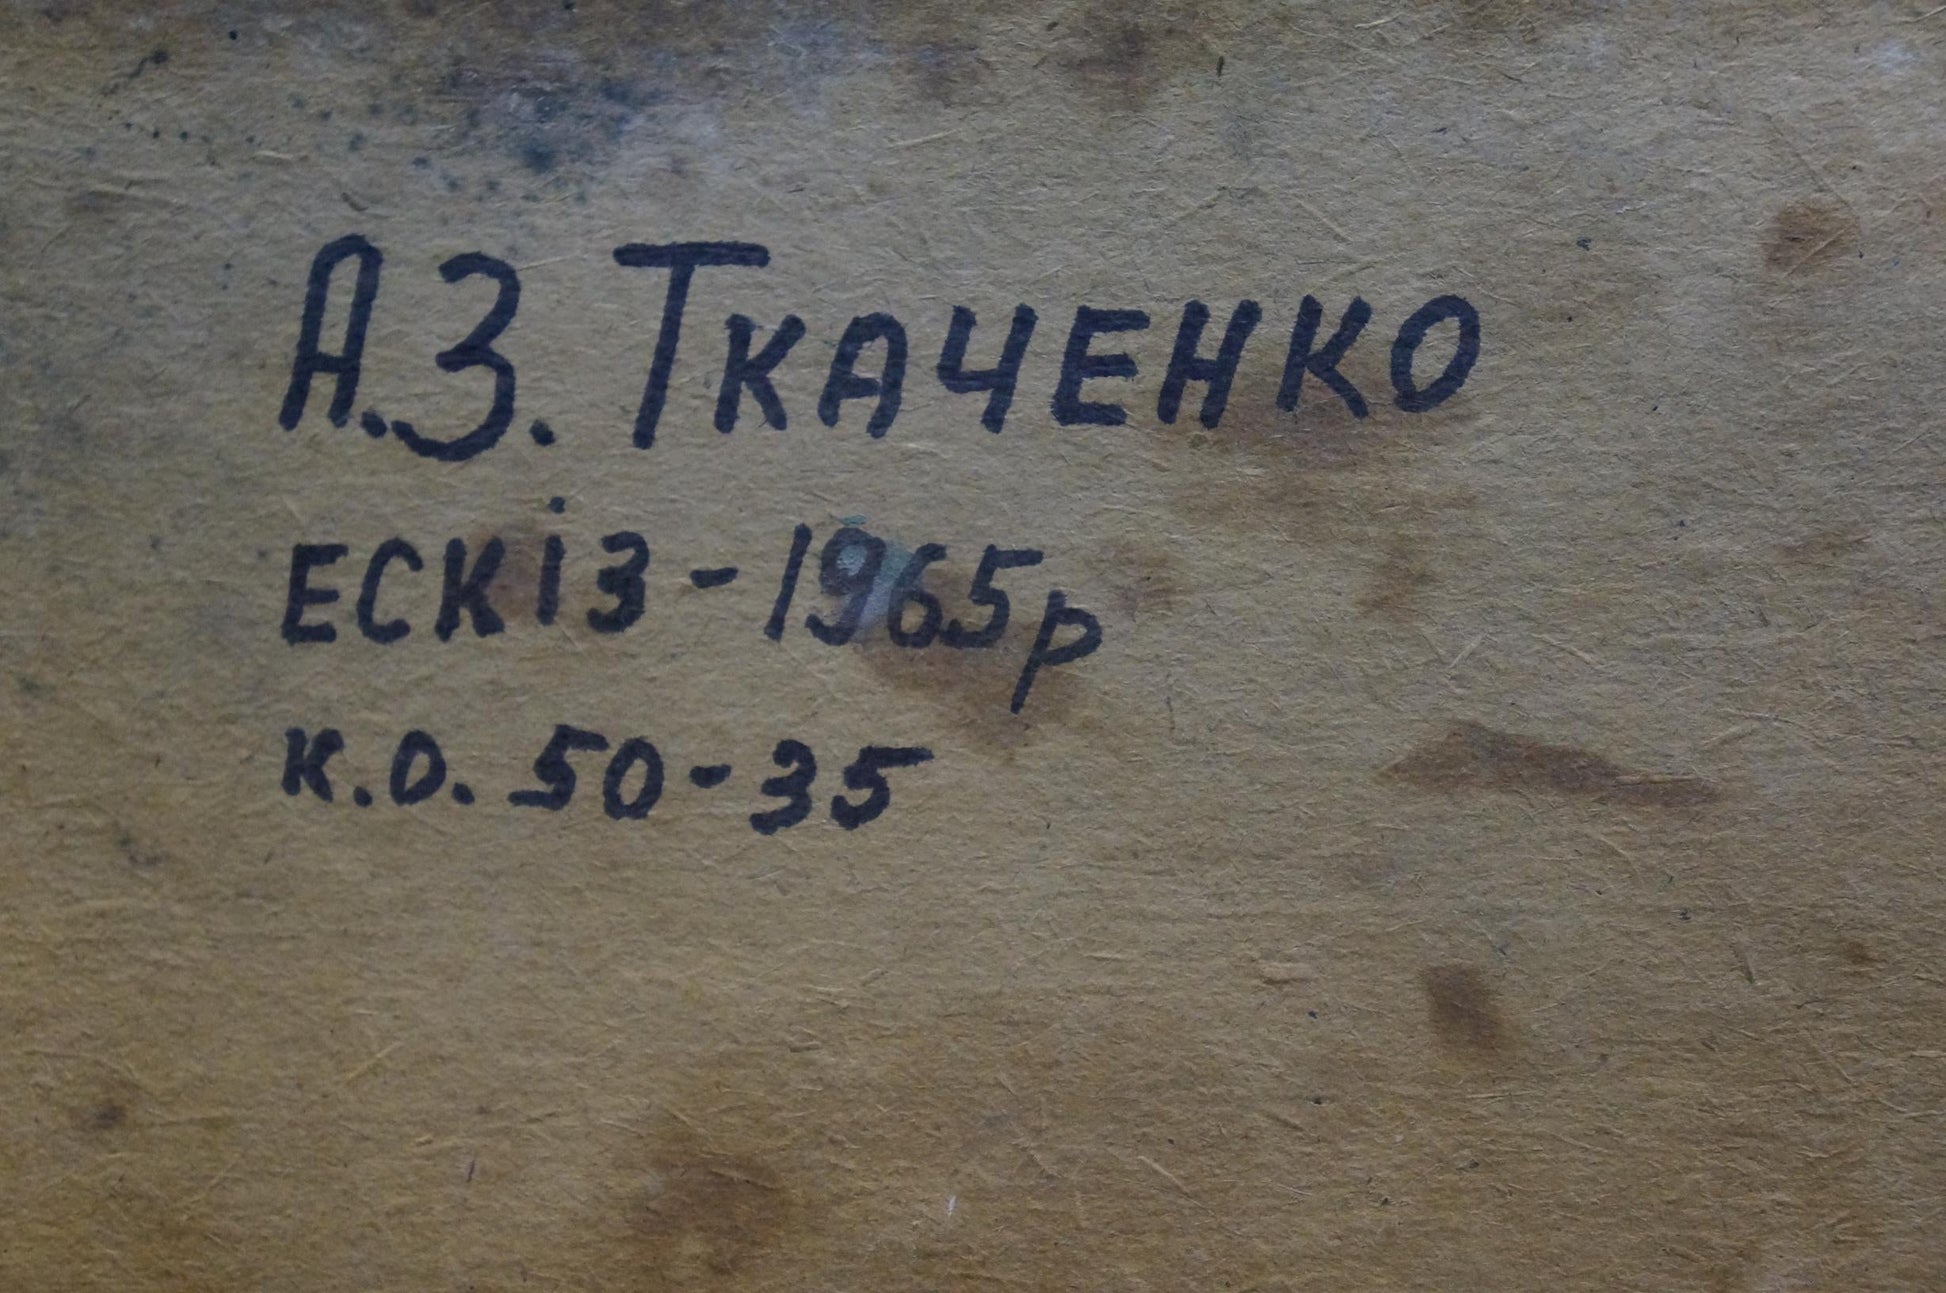 А.З. Ткаченко
ЕСКіЗ - 1965р
К.О. 50-35